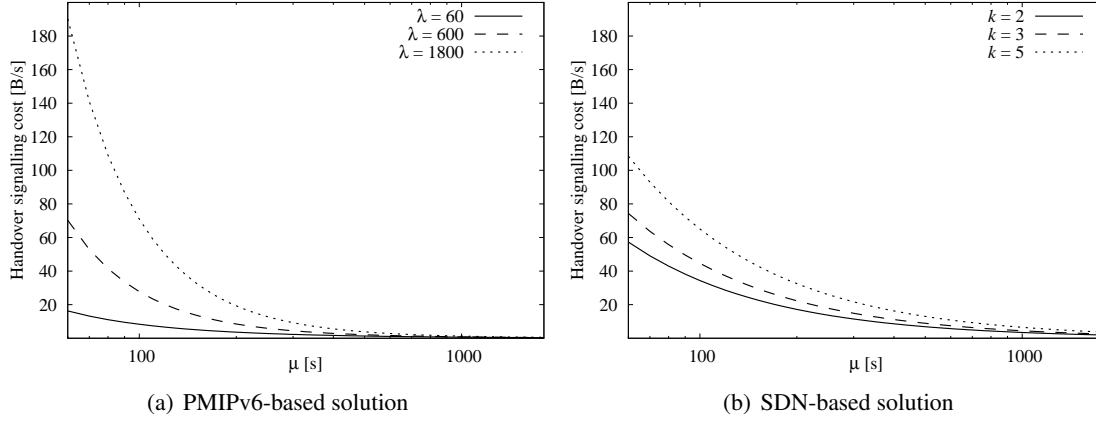 180
160
140
120
100
80
60
40
20
Handover signalling cost [B/s]
λ = 60
λ = 600
λ = 1800
100
1000
μ [s]
(a) PMIPv6-based solution
180
160
140
120
100
80
60
40
20
Handover signalling cost [B/s]
k = 2
k = 3
k = 5
100
1000
μ [s]
(b) SDN-based solution